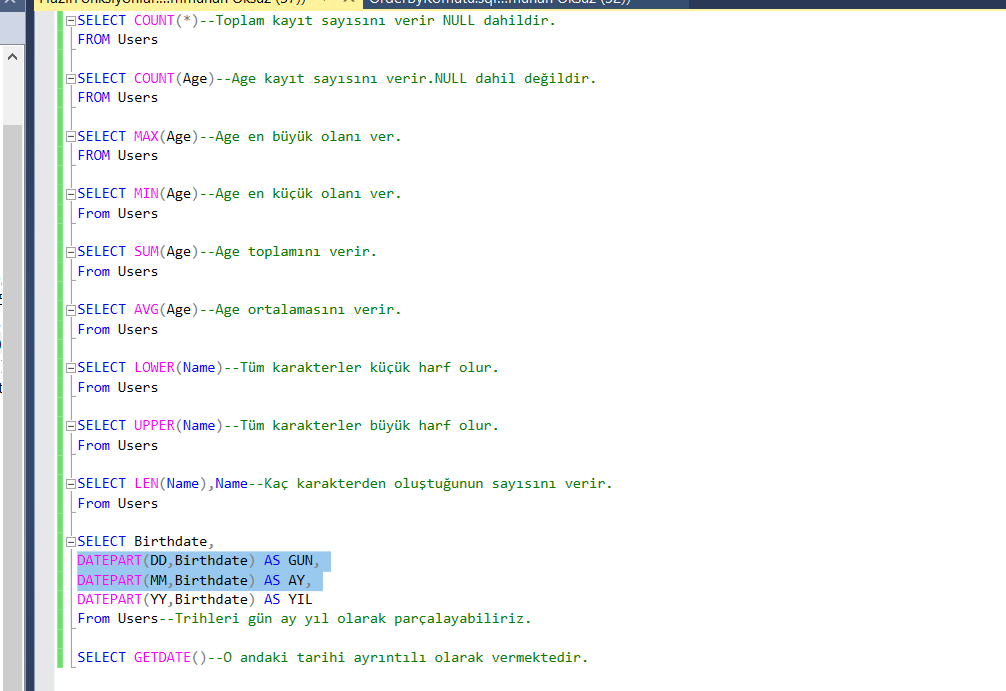 SELECT COUNT(*)--Toplam kayıt sayısını verir NULL dahildir.
FROM Users
SELECT COUNT(Age)--Age kayıt sayısını verir.NULL dahil değildir.
FROM Users
SELECT MAX(Age)--Age en büyük olanı ver.
FROM Users
SELECT MIN(Age)--Age en küçük olanı ver.
From Users
SELECT SUM(Age)--Age toplamını verir.
From Users
SELECT AVG(Age)--Age ortalamasını verir.
From Users
SELECT LOWER(Name)--Tüm karakterler küçük harf olur.
From Users
SELECT UPPER(Name)--Tüm karakterler büyük harf olur.
From Users
SELECT LEN(Name),Name--Kaç karakterden oluştuğunun sayısını verir.
From Users
SELECT Birthdate,
DATEPART(DD,Birthdate) AS GUN,
DATEPART(MM,Birthdate) AS AY,
DATEPART(YY,Birthdate) AS YIL
From Users--Trihleri gün ay yıl olarak parçalayabiliriz.
SELECT GETDATE()--O andaki tarihi ayrıntılı olarak vermektedir.